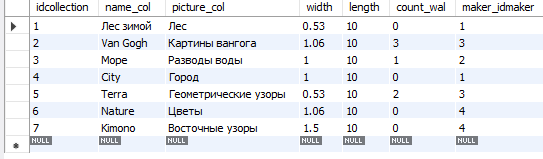 idcollection name_col picture_col width length count_wal maker_idmaker
1 Лес зимой Лес 0.53 10 0 1
2 Van Gogh Картины вангога 1.06 10 3 3
3 Море Разводы воды 1 10 1 2
4 City Город 1 10 0 1
5 Terra Геометрические узоры 0.53 10 2 3
6 Nature Цветы 1.06 10 0 4
7 Kimono Восточные узоры 1.5 10 0 4
NULL NULL NULL NULL NULL NULL NULL